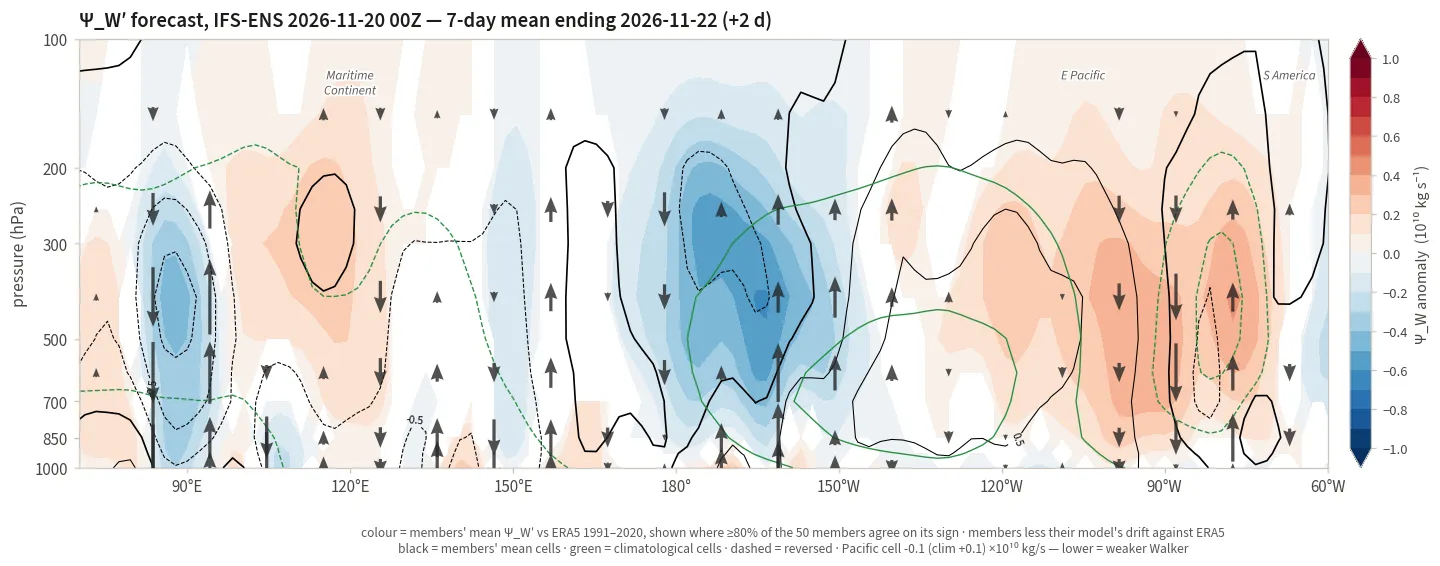 Ψ_W′ forecast, IFS-ENS 2026-11-20 00Z — 7-day mean ending 2026-11-22 (+2 d)
100
200
300
400
500
700
850
1000
pressure (hPa)
Maritime
Continent
E Pacific
S America
-0.5
0.5
90°E
120°E
150°E
180°
150°W
120°W
90°W
60°W
1.0
0.8
0.6
0.4
0.2
0.0
−0.2
−0.4
−0.6
−0.8
−1.0
Ψ_W anomaly (10¹⁰ kg s⁻¹)
colour = members' mean Ψ_W′ vs ERA5 1991–2020, shown where ≥80% of the 50 members agree on its sign · members less their model's drift against ERA5
black = members' mean cells · green = climatological cells · dashed = reversed · Pacific cell -0.1 (clim +0.1) ×10¹⁰ kg/s — lower = weaker Walker